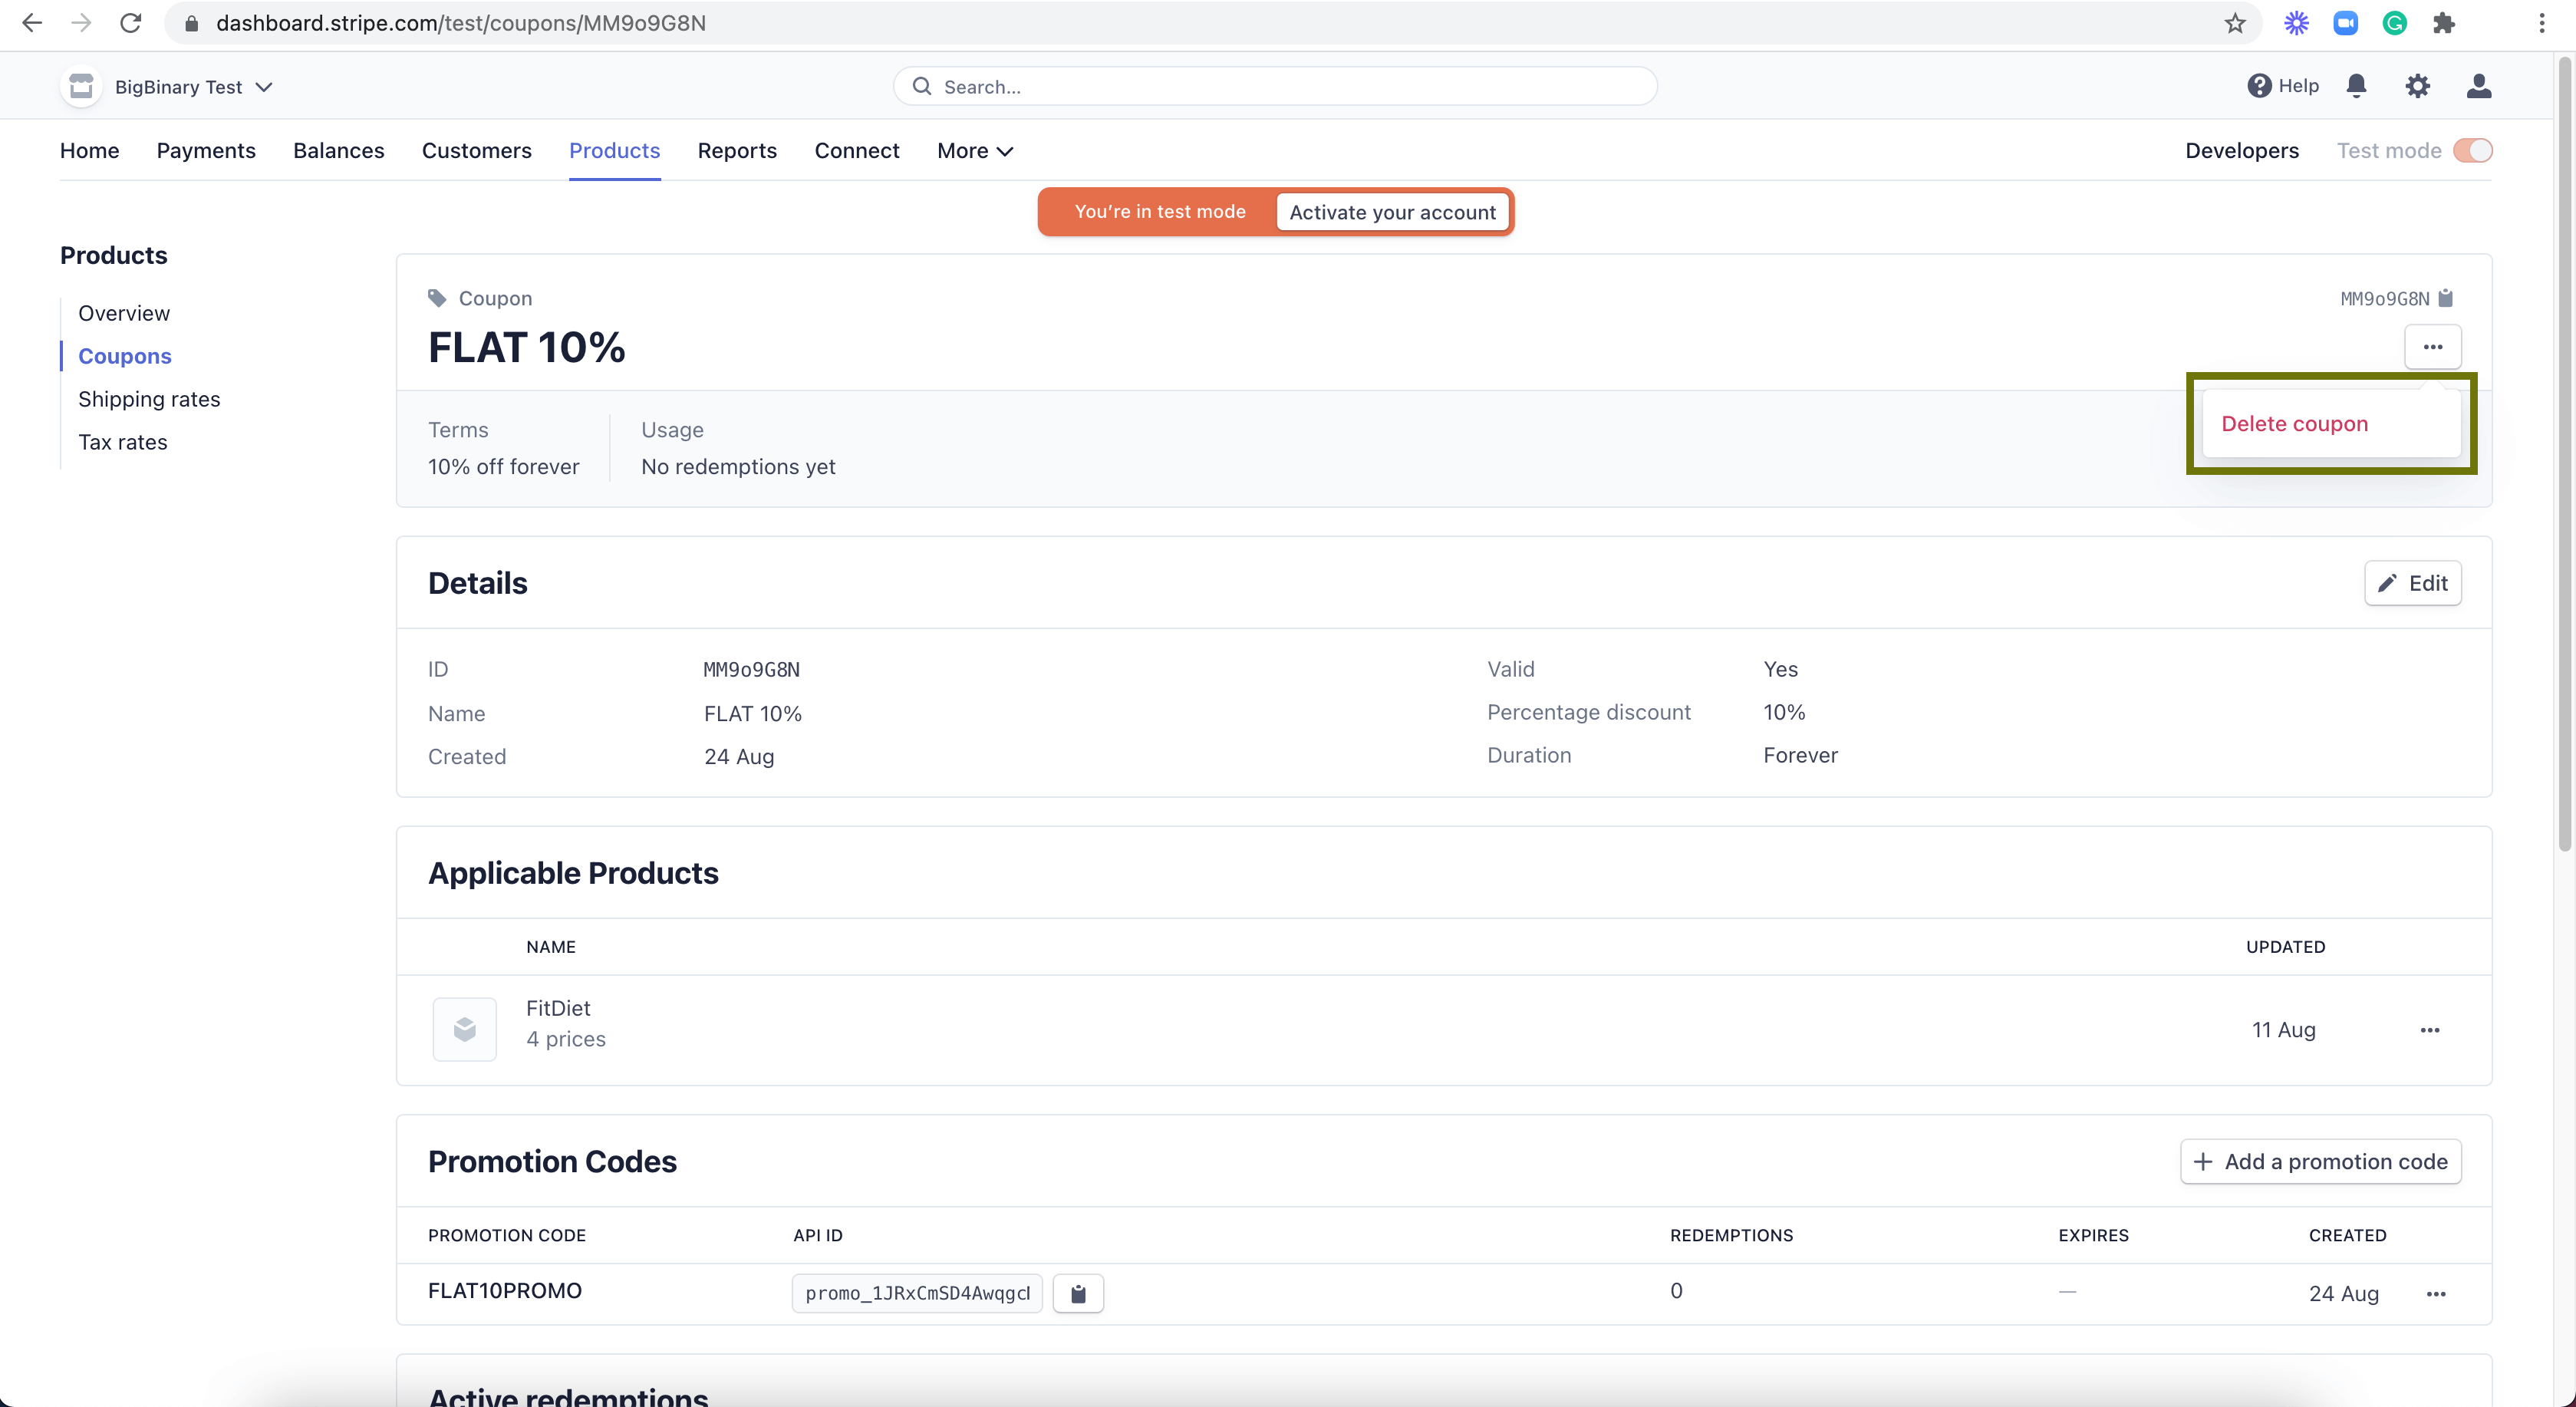 dashboard.stripe.com/test/coupons/MM9o9G8N
BigBinary Test
Search...
Help
Home Payments Balances Customers Products Reports Connect More
Developers Test mode
You're in test mode Activate your account
Products
Overview
Coupons
Shipping rates
Tax rates
Coupon
MM9o9G8N
FLAT 10%
Delete coupon
Terms Usage
10% off forever No redemptions yet
Details
Edit
ID MM9o9G8N
Name FLAT 10%
Created 24 Aug
Valid Yes
Percentage discount 10%
Duration Forever
Applicable Products
NAME UPDATED
FitDiet
4 prices
11 Aug
Promotion Codes
Add a promotion code
PROMOTION CODE API ID REDEMPTIONS EXPIRES CREATED
FLAT10PROMO 0 — 24 Aug
Active redemptions